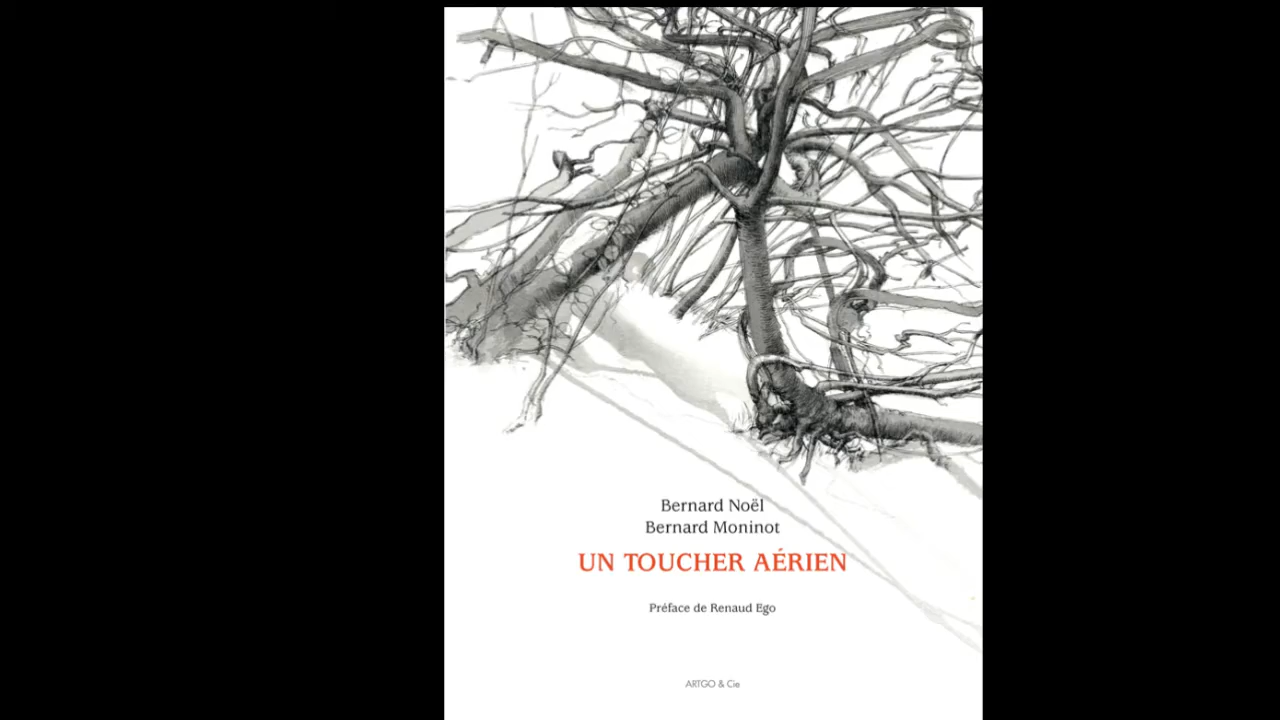 Bernard Noël
Bernard Moninot
UN TOUCHER AÉRIEN
Préface de Renaud Ego
ARTGO & Cie